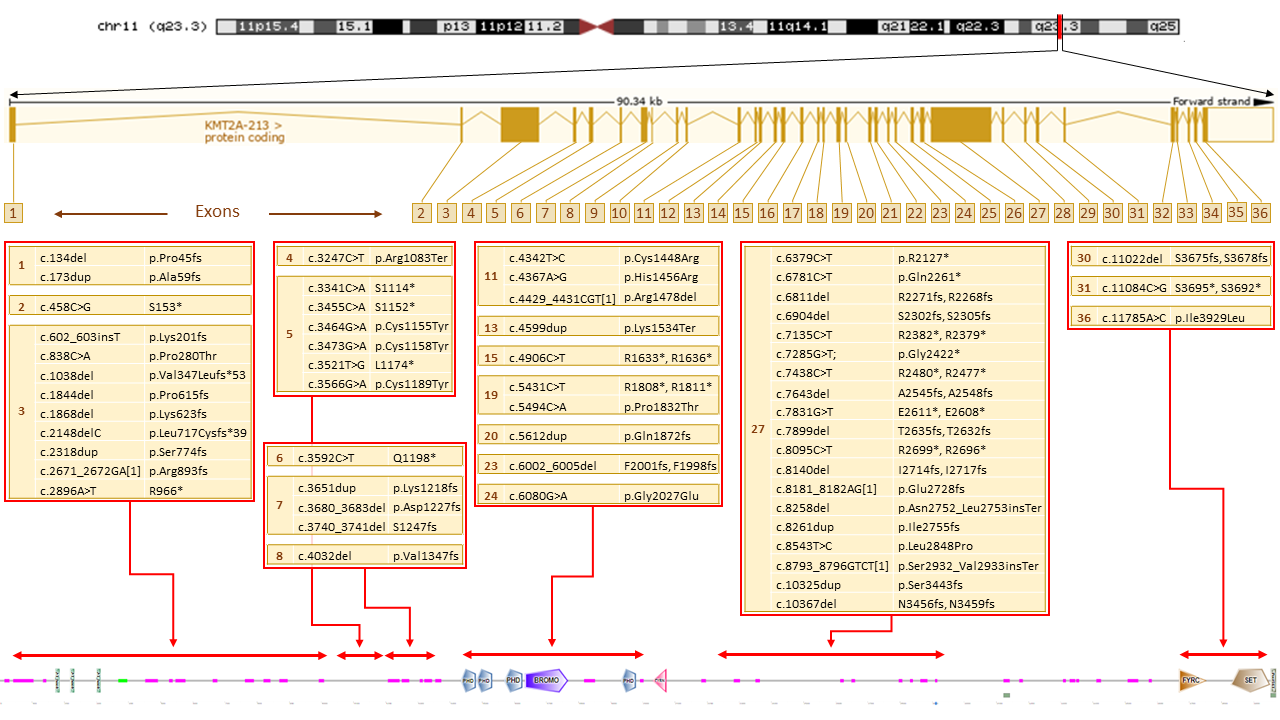 chr11 (q23.3)
11p15.4 15.1 p13 11p12 11.2 13.4 11q14.1 q21 22.1 q22.3 q23.3 q25
90.34 kb
Forward strand
KMT2A-213 >
protein coding
Exons
1 2 3 4 5 6 7 8 9 10 11 12 13 14 15 16 17 18 19 20 21 22 23 24 25 26 27 28 29 30 31 32 33 34 35 36
1
c.134del p.Pro45fs
c.173dup p.Ala59fs
2 c.458C>G S153*
3
c.602_603insT p.Lys201fs
c.838C>A p.Pro280Thr
c.1038del p.Val347Leufs*53
c.1844del p.Pro615fs
c.1868del p.Lys623fs
c.2148delC p.Leu717Cysfs*39
c.2318dup p.Ser774fs
c.2671_2672GA[1] p.Arg893fs
c.2896A>T R966*
4 c.3247C>T p.Arg1083Ter
5
c.3341C>A S1114*
c.3455C>A S1152*
c.3464G>A p.Cys1155Tyr
c.3473G>A p.Cys1158Tyr
c.3521T>G L1174*
c.3566G>A p.Cys1189Tyr
6 c.3592C>T Q1198*
7
c.3651dup p.Lys1218fs
c.3680_3683del p.Asp1227fs
c.3740_3741del S1247fs
8 c.4032del p.Val1347fs
11
c.4342T>C p.Cys1448Arg
c.4367A>G p.His1456Arg
c.4429_4431CGT[1] p.Arg1478del
13 c.4599dup p.Lys1534Ter
15 c.4906C>T R1633*, R1636*
19
c.5431C>T R1808*, R1811*
c.5494C>A p.Pro1832Thr
20 c.5612dup p.Gln1872fs
23 c.6002_6005del F2001fs, F1998fs
24 c.6080G>A p.Gly2027Glu
27
c.6379C>T p.R2127*
c.6781C>T p.Gln2261*
c.6811del R2271fs, R2268fs
c.6904del S2302fs, S2305fs
c.7135C>T R2382*, R2379*
c.7285G>T; p.Gly2422*
c.7438C>T R2480*, R2477*
c.7643del A2545fs, A2548fs
c.7831G>T E2611*, E2608*
c.7899del T2635fs, T2632fs
c.8095C>T R2699*, R2696*
c.8140del I2714fs, I2717fs
c.8181_8182AG[1] p.Glu2728fs
c.8258del p.Asn2752_Leu2753insTer
c.8261dup p.Ile2755fs
c.8543T>C p.Leu2848Pro
c.8793_8796GTCT[1] p.Ser2932_Val2933insTer
c.10325dup p.Ser3443fs
c.10367del N3456fs, N3459fs
30 c.11022del S3675fs, S3678fs
31 c.11084C>G S3695*, S3692*
36 c.11785A>C p.Ile3929Leu
PHD PHD PHD BROMO PHD FYRC SET